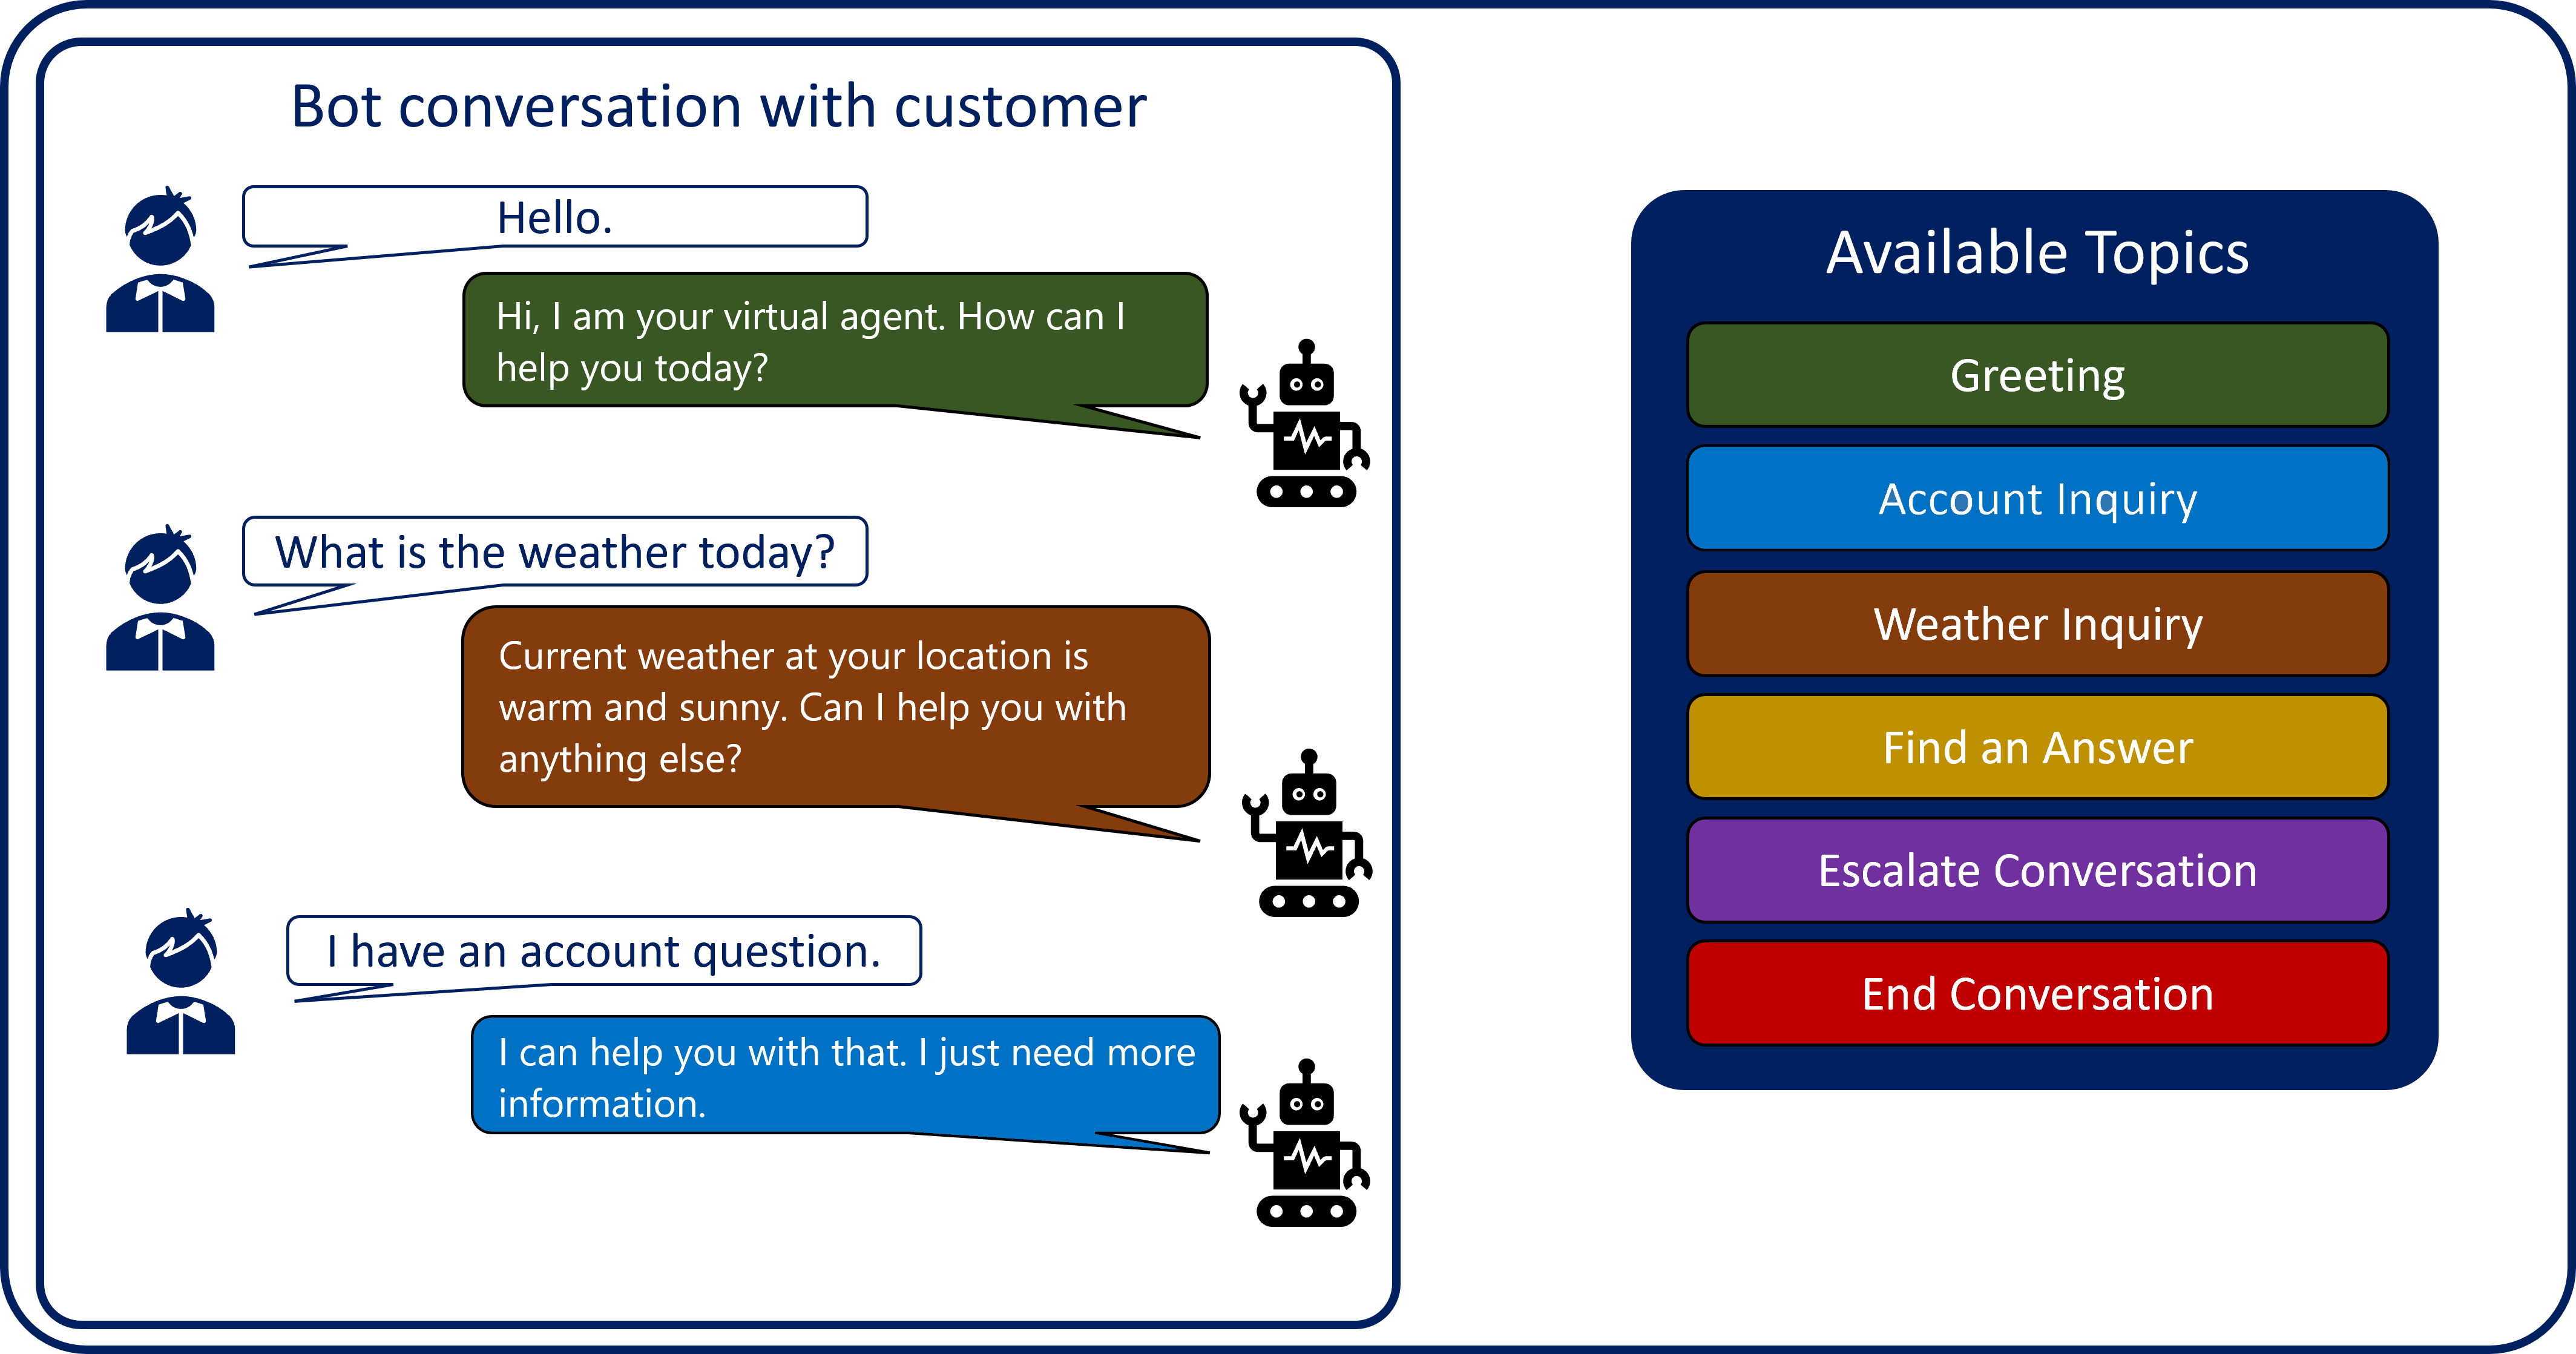 Bot conversation with customer
Hello.
Hi, I am your virtual agent. How can I
help you today?
What is the weather today?
Current weather at your location is
warm and sunny. Can I help you with
anything else?
I have an account question.
I can help you with that. I just need more
information.
Available Topics
Greeting
Account Inquiry
Weather Inquiry
Find an Answer
Escalate Conversation
End Conversation